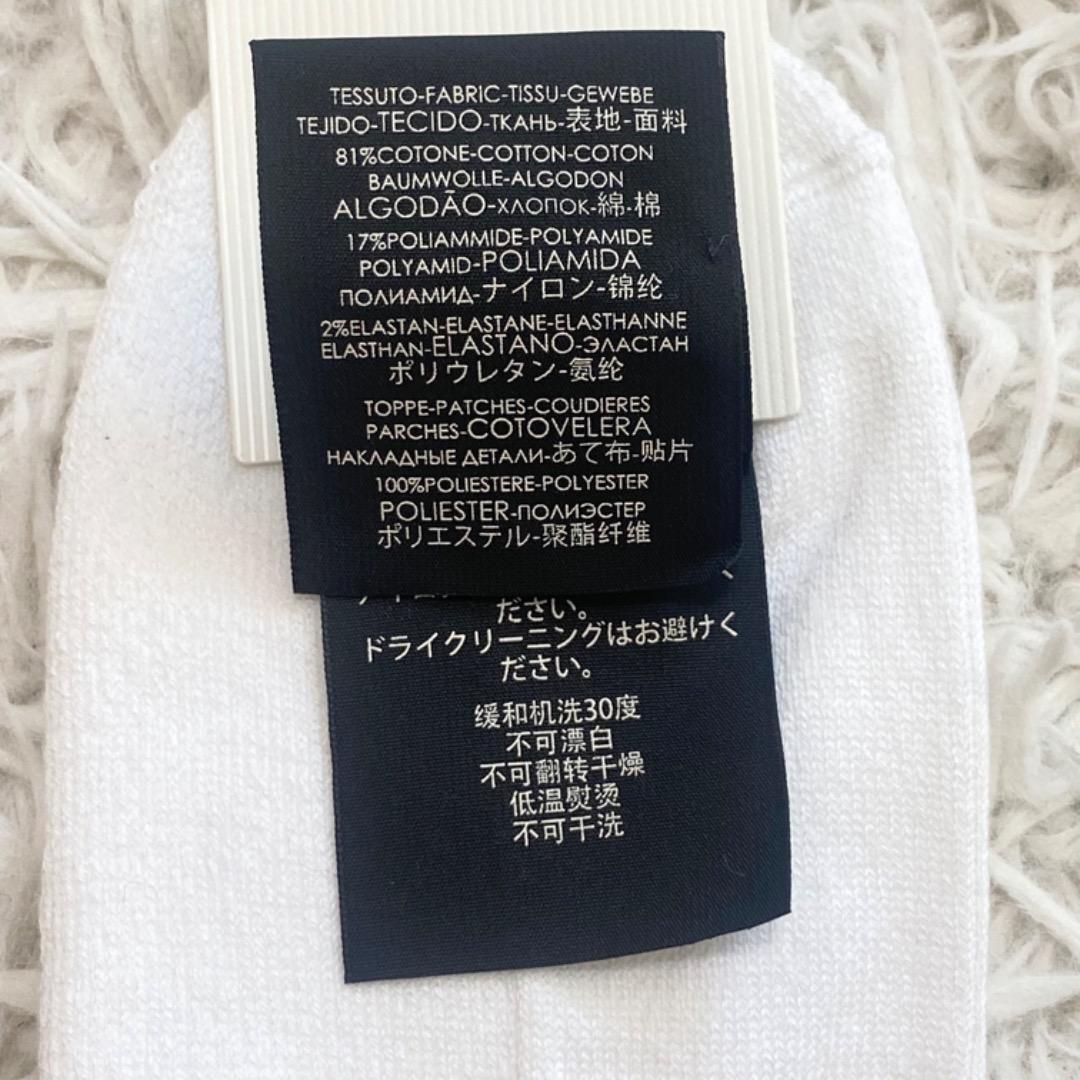 TESSUTO-FABRIC-TISSU-GEWEBE
TEJIDO-TECIDO-ТКАНЬ-表地-面料
81%COTONE-COTTON-COTON
BAUMWOLLE-ALGODON
ALGODÃO-ХЛОПОК-綿-棉
17%POLIAMMIDE-POLYAMIDE
POLYAMID-POLIAMIDA
ПОЛИАМИД-ナイロン-锦纶
2%ELASTAN-ELASTANE-ELASTHANNE
ELASTHAN-ELASTANO-ЭЛАСТАН
ポリウレタン-氨纶
TOPPE-PATCHES-COUDIERES
PARCHES-COTOVELERA
НАКЛАДНЫЕ ДЕТАЛИ-あて布-贴片
100%POLIESTERE-POLYESTER
POLIESTER-ПОЛИЭСТЕР
ポリエステル-聚酯纤维
ださい。
ドライクリーニングはお避けく
ださい。
缓和机洗30度
不可漂白
不可翻转干燥
低温熨烫
不可干洗